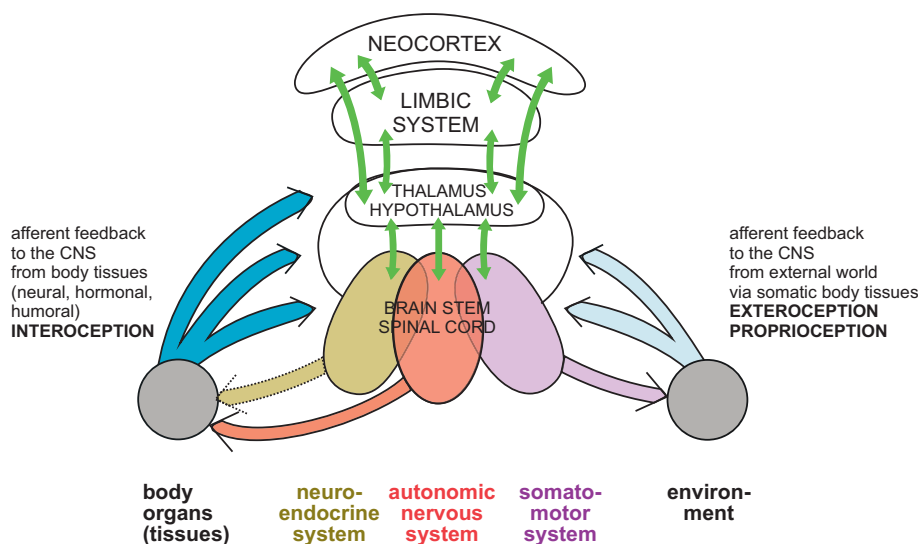 NEOCORTEX
LIMBIC
SYSTEM
THALAMUS
HYPOTHALAMUS
afferent feedback
to the CNS
from body tissues
(neural, hormonal,
humoral)
INTEROCEPTION
afferent feedback
to the CNS
from external world
via somatic body tissues
EXTEROCEPTION
PROPRIOCEPTION
BRAIN STEM
SPINAL CORD
body
organs
(tissues)
neuro-
endocrine
system
autonomic
nervous
system
somato-
motor
system
environ-
ment